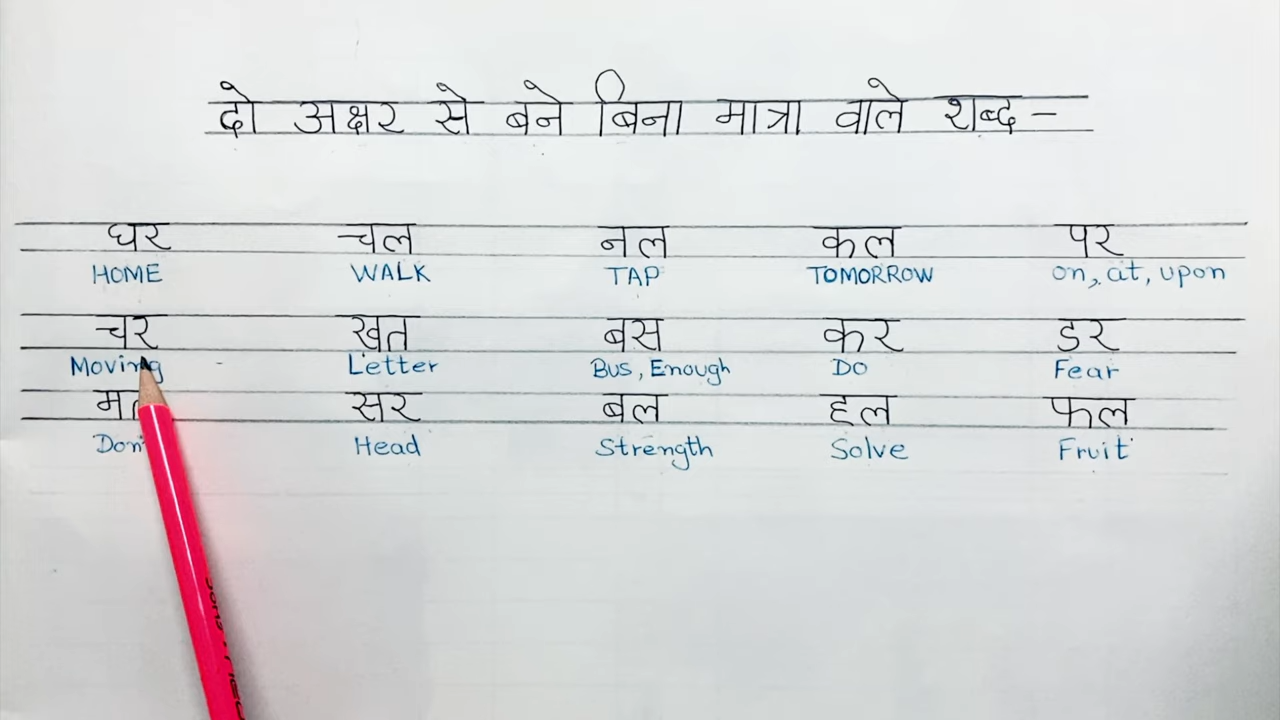 दो अक्षर से बने बिना मात्रा वाले शब्द –
घर चल नल कल पर
HOME WALK TAP TOMORROW on, at, upon
चर खत बस कर डर
Moving Letter Bus, Enough Do Fear
सर बल हल फल
Head Strength Solve Fruit